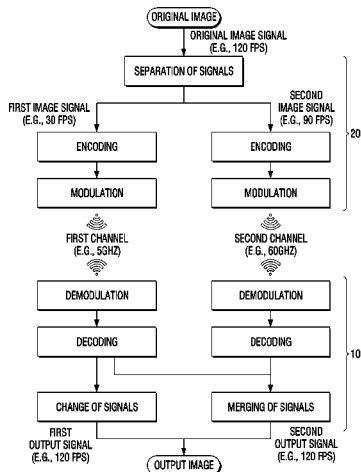 ORIGINAL IMAGE
ORIGINAL IMAGE SIGNAL
(E.G., 120 FPS)
SEPARATION OF SIGNALS
FIRST IMAGE SIGNAL
(E.G., 30 FPS)
SECOND
IMAGE SIGNAL
(E.G., 90 FPS)
20
ENCODING
ENCODING
MODULATION
MODULATION
FIRST CHANNEL
(E.G., 5GHZ)
SECOND CHANNEL
(E.G., 60GHZ)
DEMODULATION
DEMODULATION
DECODING
DECODING
10
CHANGE OF SIGNALS
MERGING OF SIGNALS
FIRST
OUTPUT SIGNAL
(E.G., 120 FPS)
SECOND
OUTPUT SIGNAL
(E.G., 120 FPS)
OUTPUT IMAGE